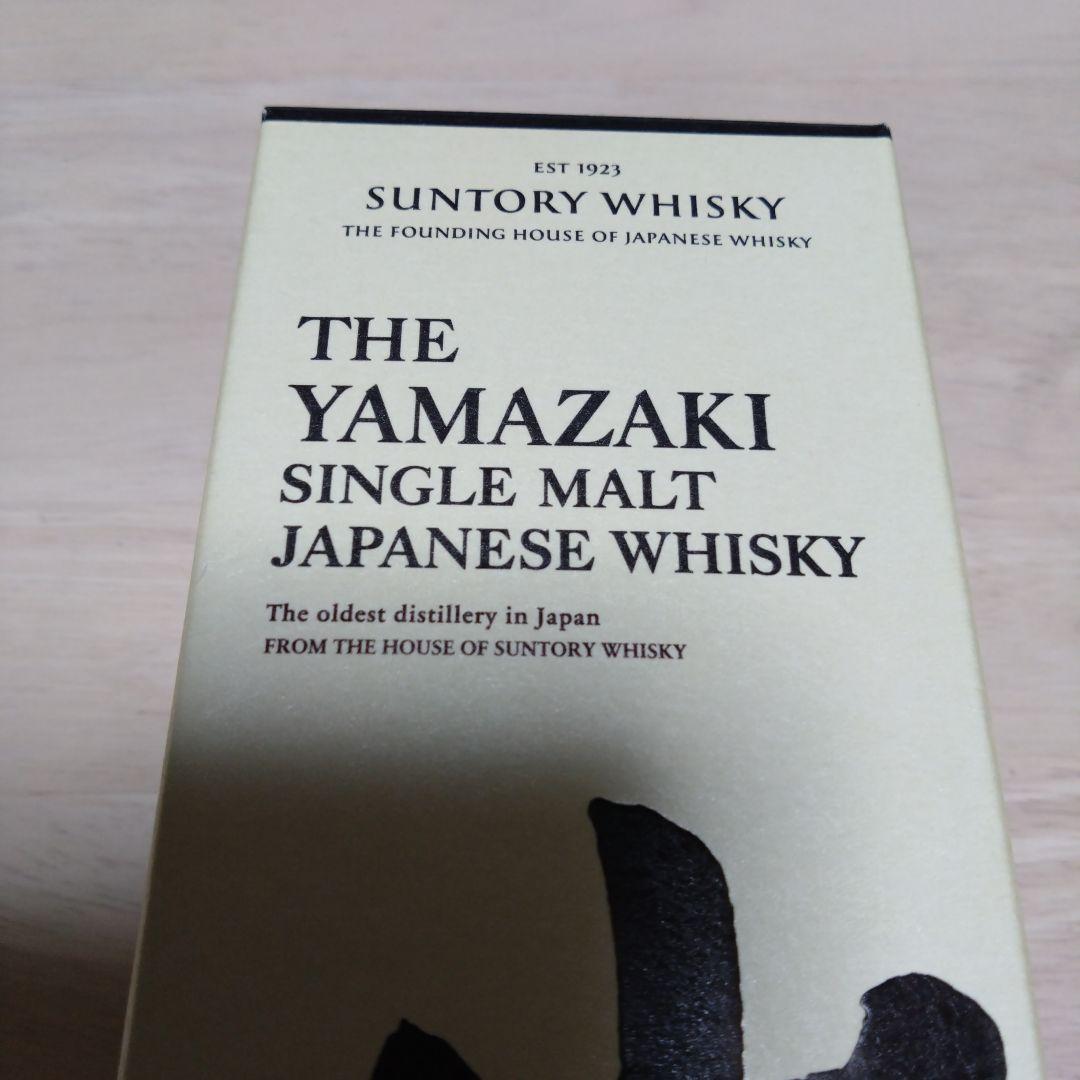 EST 1923
SUNTORY WHISKY
THE FOUNDING HOUSE OF JAPANESE WHISKY
THE
YAMAZAKI
SINGLE MALT
JAPANESE WHISKY
The oldest distillery in Japan
FROM THE HOUSE OF SUNTORY WHISKY